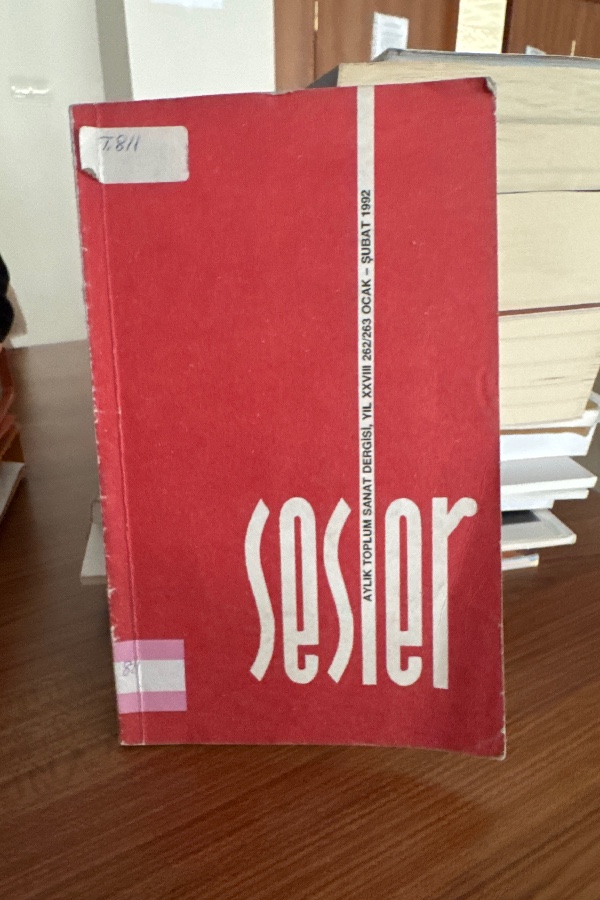 T.811
AYLIK TOPLUM SANAT DERGİSİ, YIL XXVIII 262/263 OCAK – ŞUBAT 1992
sesler